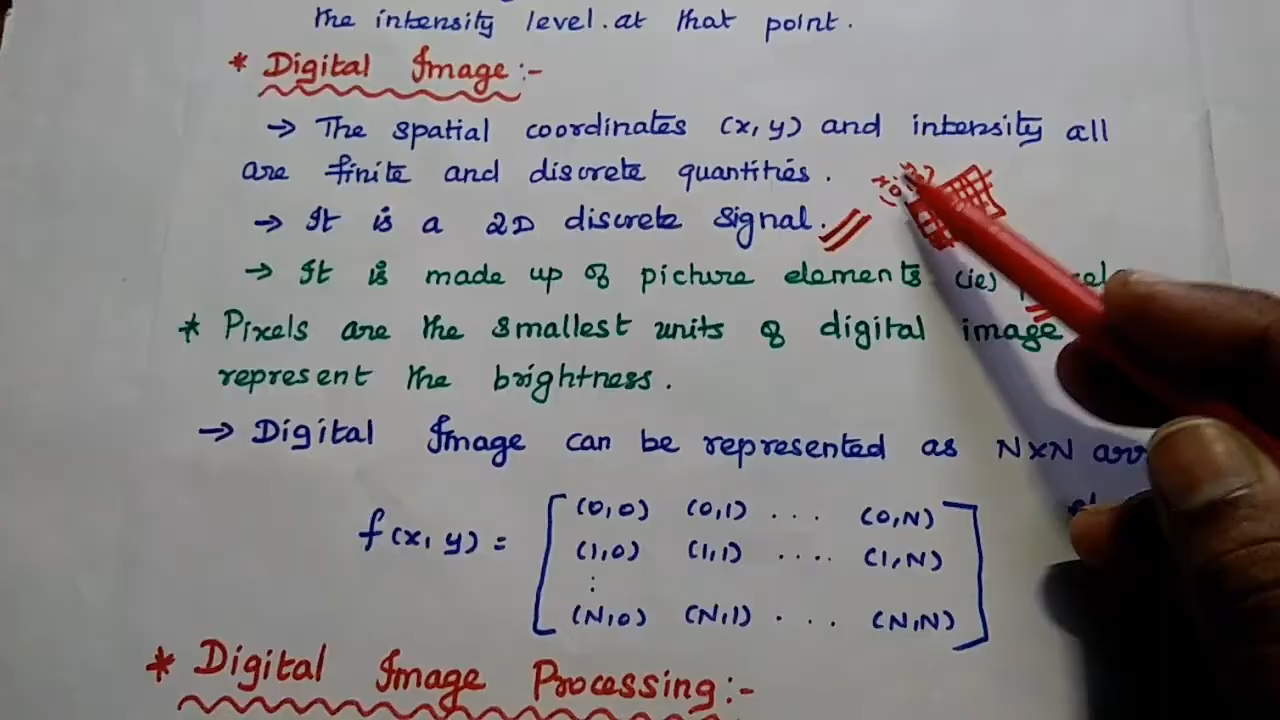 the intensity level. at that point.
* Digital Image :-
→ The spatial coordinates (x, y) and intensity all
are finite and discrete quantities.
→ It is a 2D discrete signal.
→ It is made up of picture elements (ie)
* Pixels are the smallest units of digital image
represent the brightness.
→ Digital Image can be represented as N×N
f(x, y) =
(0,0) (0,1) .... (0,N)
(1,0) (1,1) .... (1,N)
⋮
(N,0) (N,1) .... (N,N)
* Digital Image Processing :-